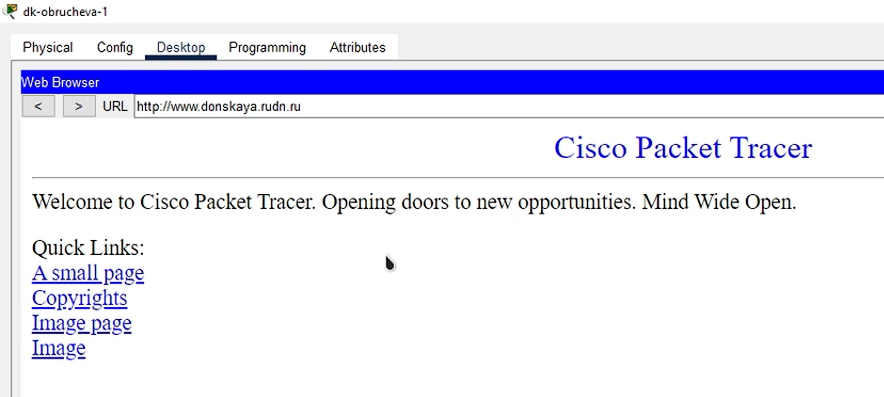 dk-obrucheva-1
Physical Config Desktop Programming Attributes
Web Browser
< > URL http://www.donskaya.rudn.ru
Cisco Packet Tracer
Welcome to Cisco Packet Tracer. Opening doors to new opportunities. Mind Wide Open.
Quick Links:
A small page
Copyrights
Image page
Image